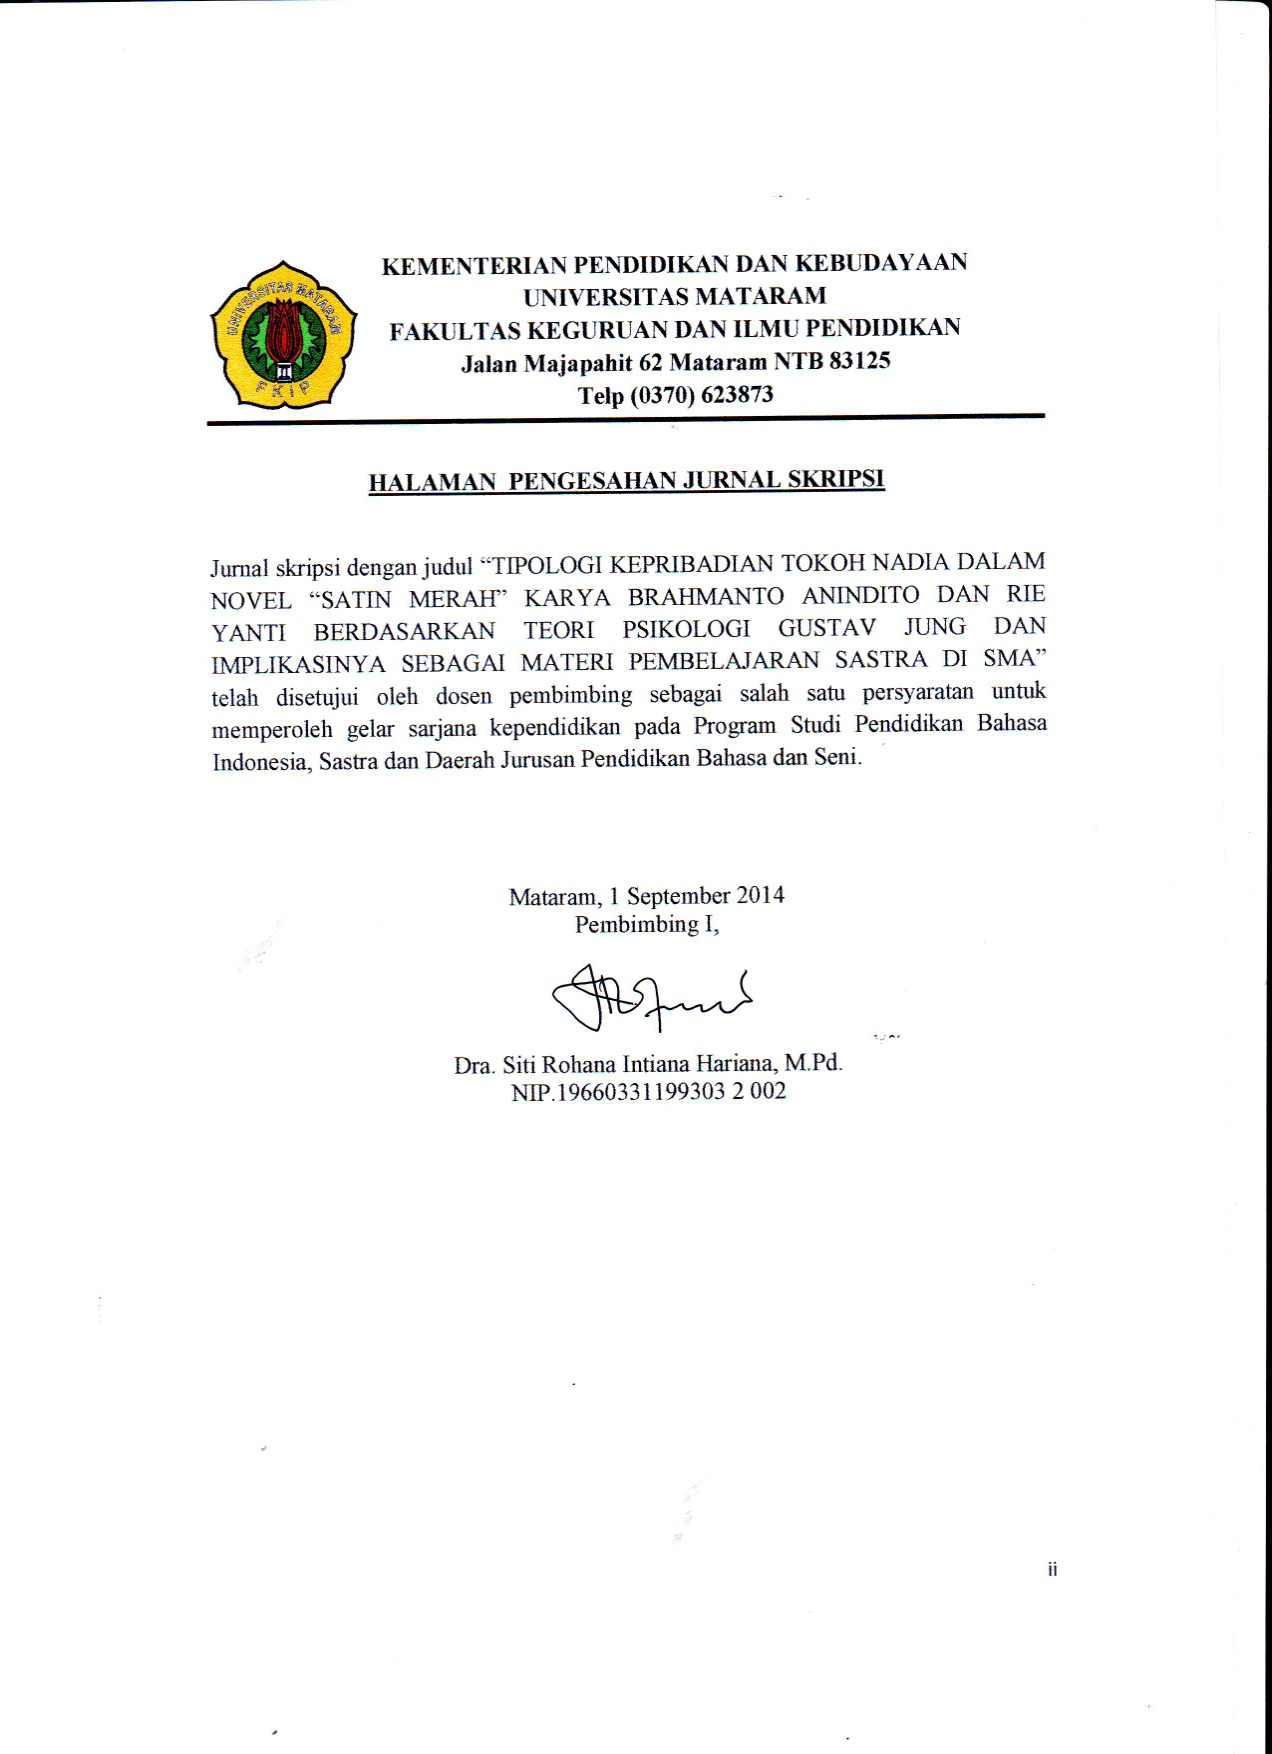 KEMENTERIAN PENDIDIKAN DAN KEBUDAYAAN
UNIVERSITAS MATARAM
FAKULTAS KEGURUAN DAN ILMU PENDIDIKAN
Jalan Majapahit 62 Mataram NTB 83125
Telp (0370) 623873
UNIVERSITAS MATARAM
FKIP
HALAMAN PENGESAHAN JURNAL SKRIPSI
Jurnal skripsi dengan judul “TIPOLOGI KEPRIBADIAN TOKOH NADIA DALAM
NOVEL “SATIN MERAH” KARYA BRAHMANTO ANINDITO DAN RIE
YANTI BERDASARKAN TEORI PSIKOLOGI GUSTAV JUNG DAN
IMPLIKASINYA SEBAGAI MATERI PEMBELAJARAN SASTRA DI SMA”
telah disetujui oleh dosen pembimbing sebagai salah satu persyaratan untuk
memperoleh gelar sarjana kependidikan pada Program Studi Pendidikan Bahasa
Indonesia, Sastra dan Daerah Jurusan Pendidikan Bahasa dan Seni.
Mataram, 1 September 2014
Pembimbing I,
Dra. Siti Rohana Intiana Hariana, M.Pd.
NIP.19660331199303 2 002
ii